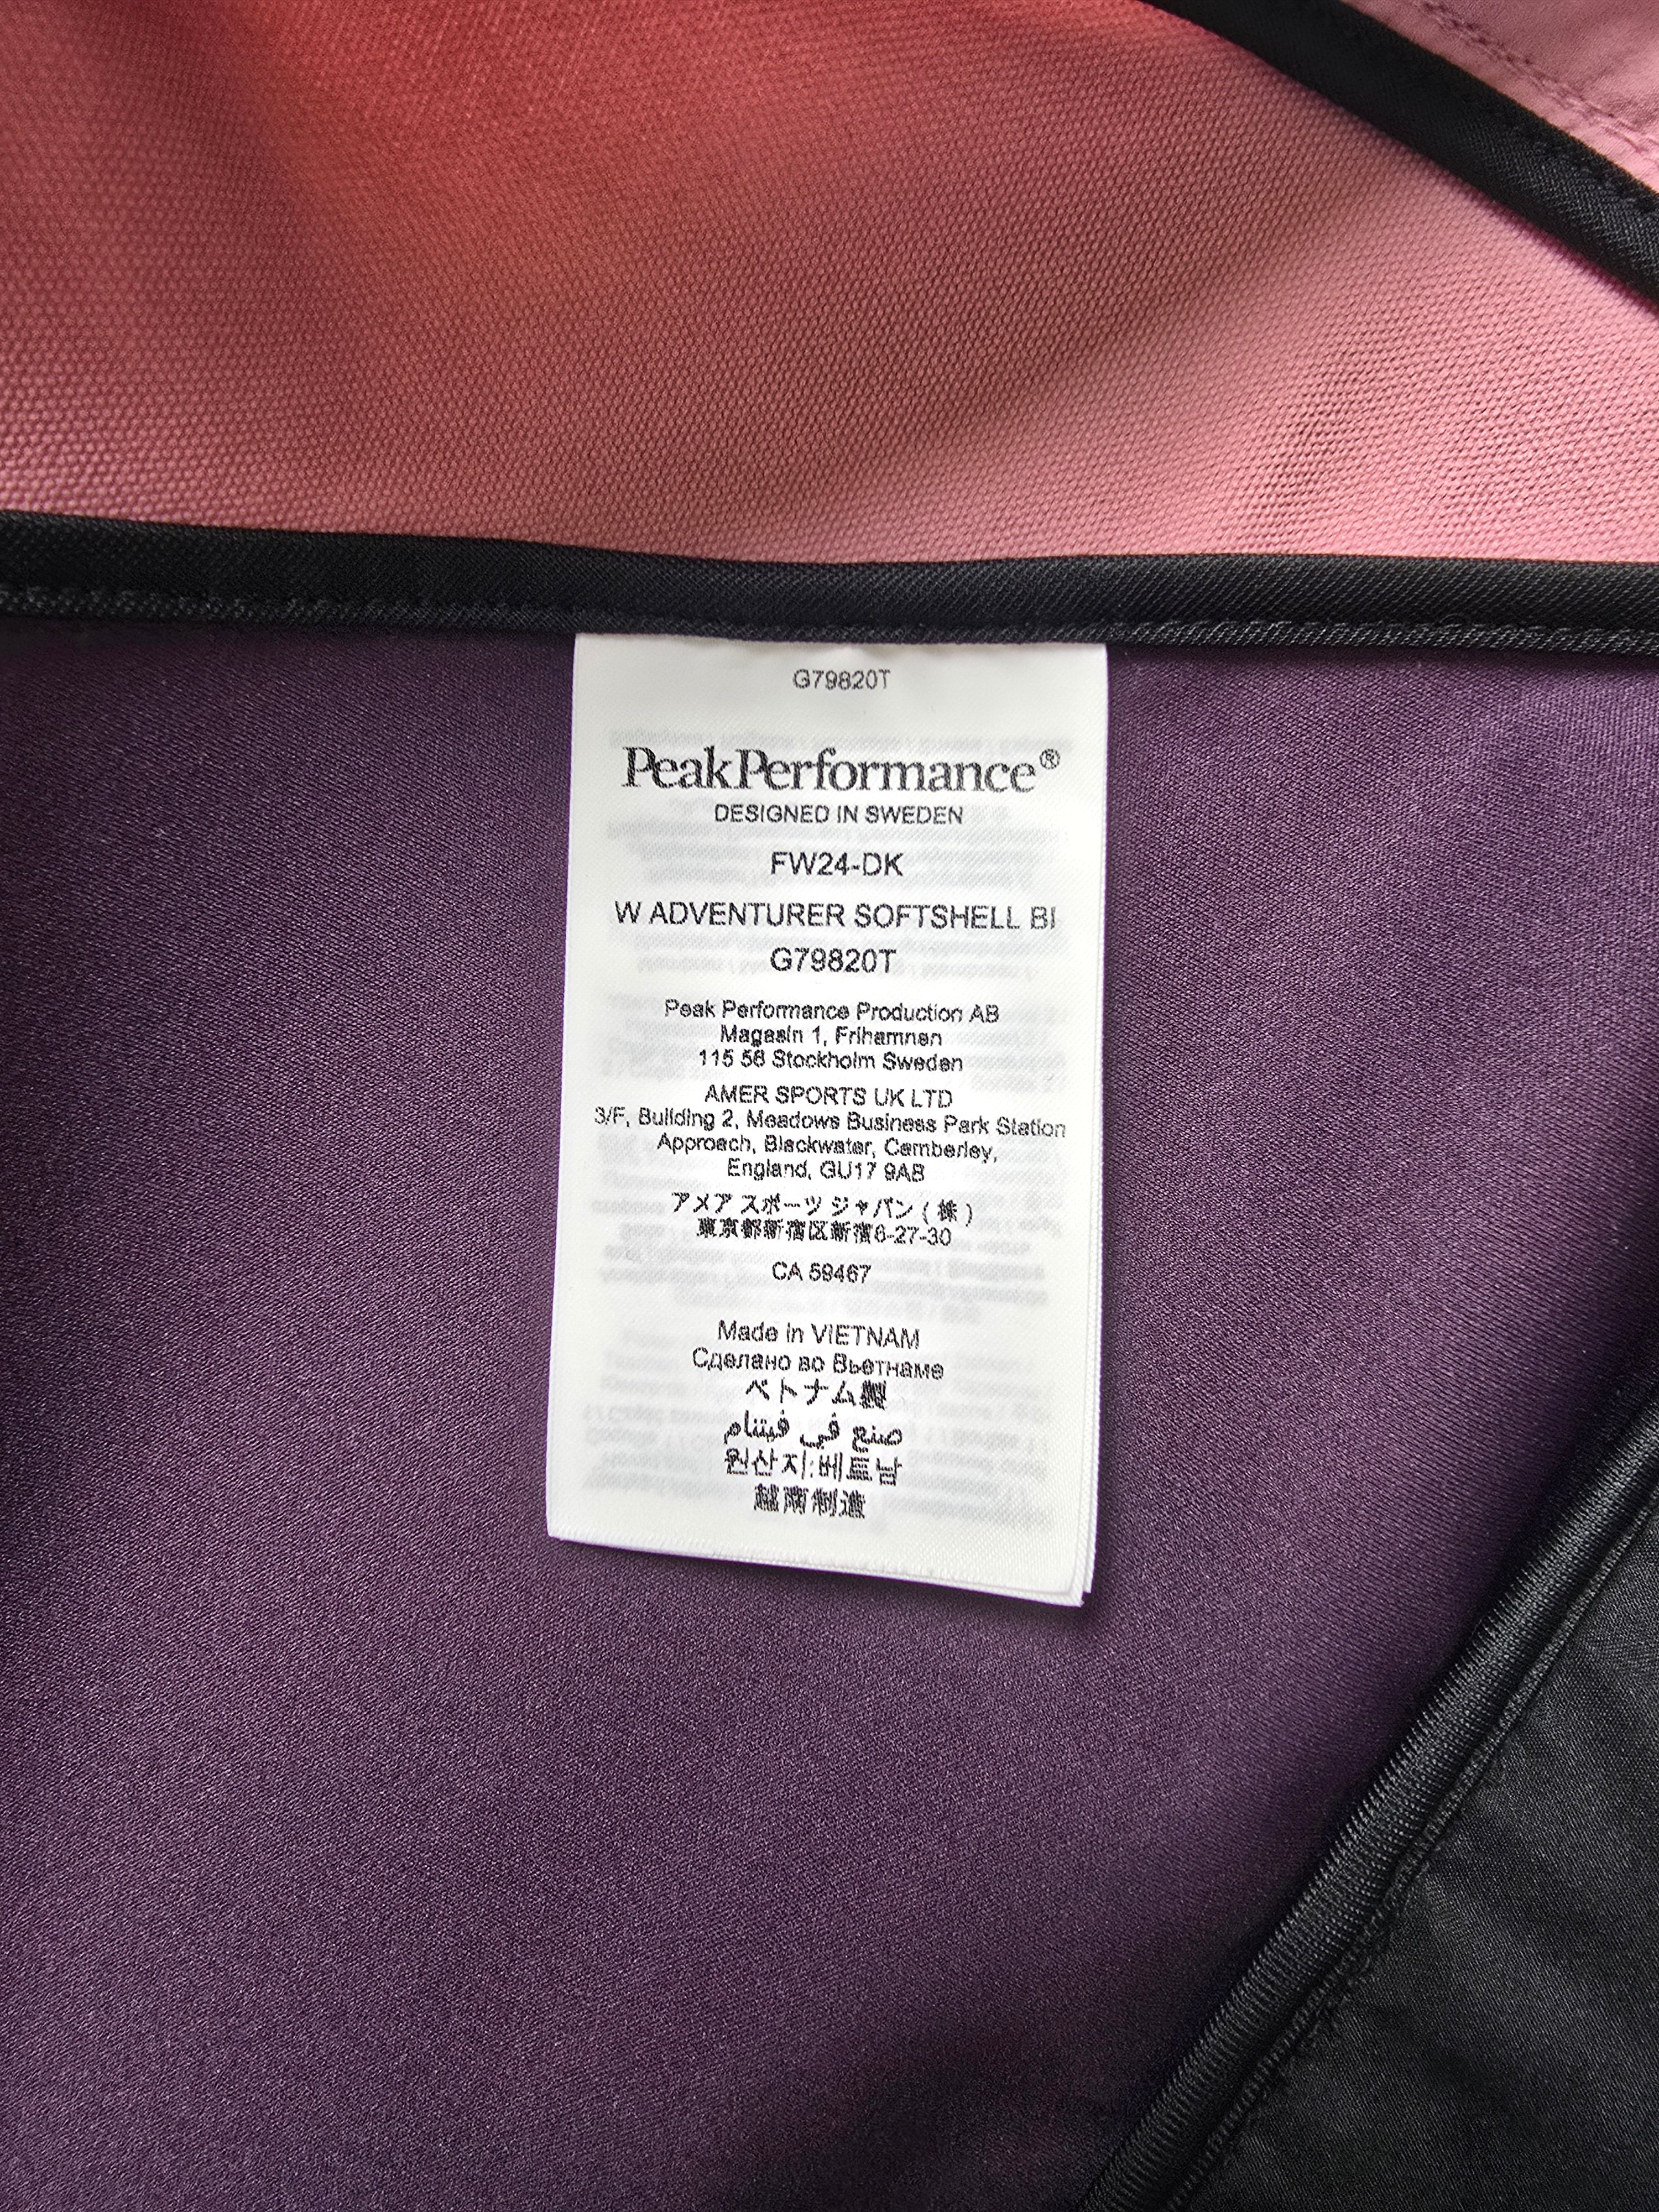 G79820T
PeakPerformance®
DESIGNED IN SWEDEN
FW24-DK
W ADVENTURER SOFTSHELL BI
G79820T
Peak Performance Production AB
Magasin 1, Frihamnen
115 56 Stockholm Sweden
AMER SPORTS UK LTD
3/F, Building 2, Meadows Business Park Station
Approach, Blackwater, Camberley,
England, GU17 9AB
アメア スポーツ ジャパン ( 株 )
東京都新宿区新宿6-27-30
CA 59467
Made in VIETNAM
Сделано во Вьетнаме
ベトナム製
صنع في فيتنام
원산지:베트남
越南制造